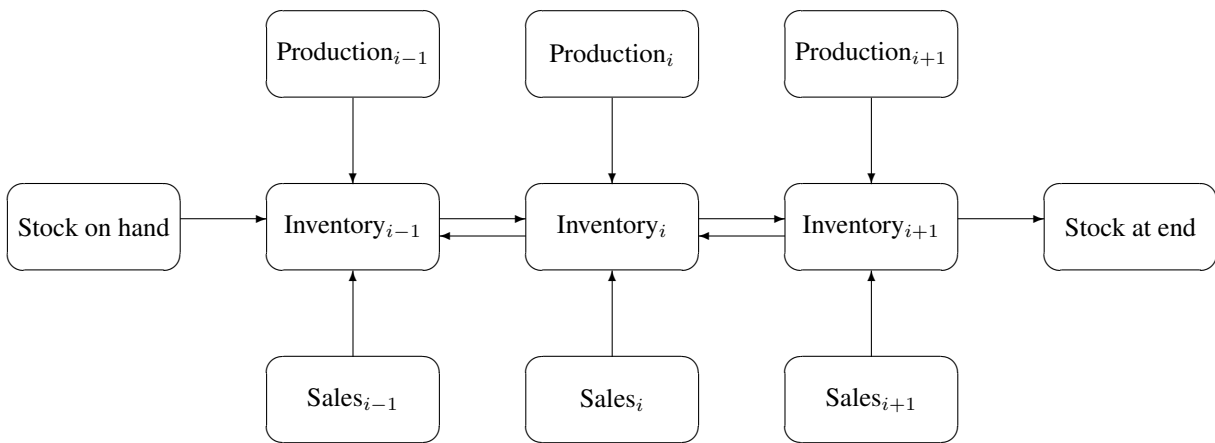 Production_{i−1}
Production_i
Production_{i+1}
Stock on hand
Inventory_{i−1}
Inventory_i
Inventory_{i+1}
Stock at end
Sales_{i−1}
Sales_i
Sales_{i+1}